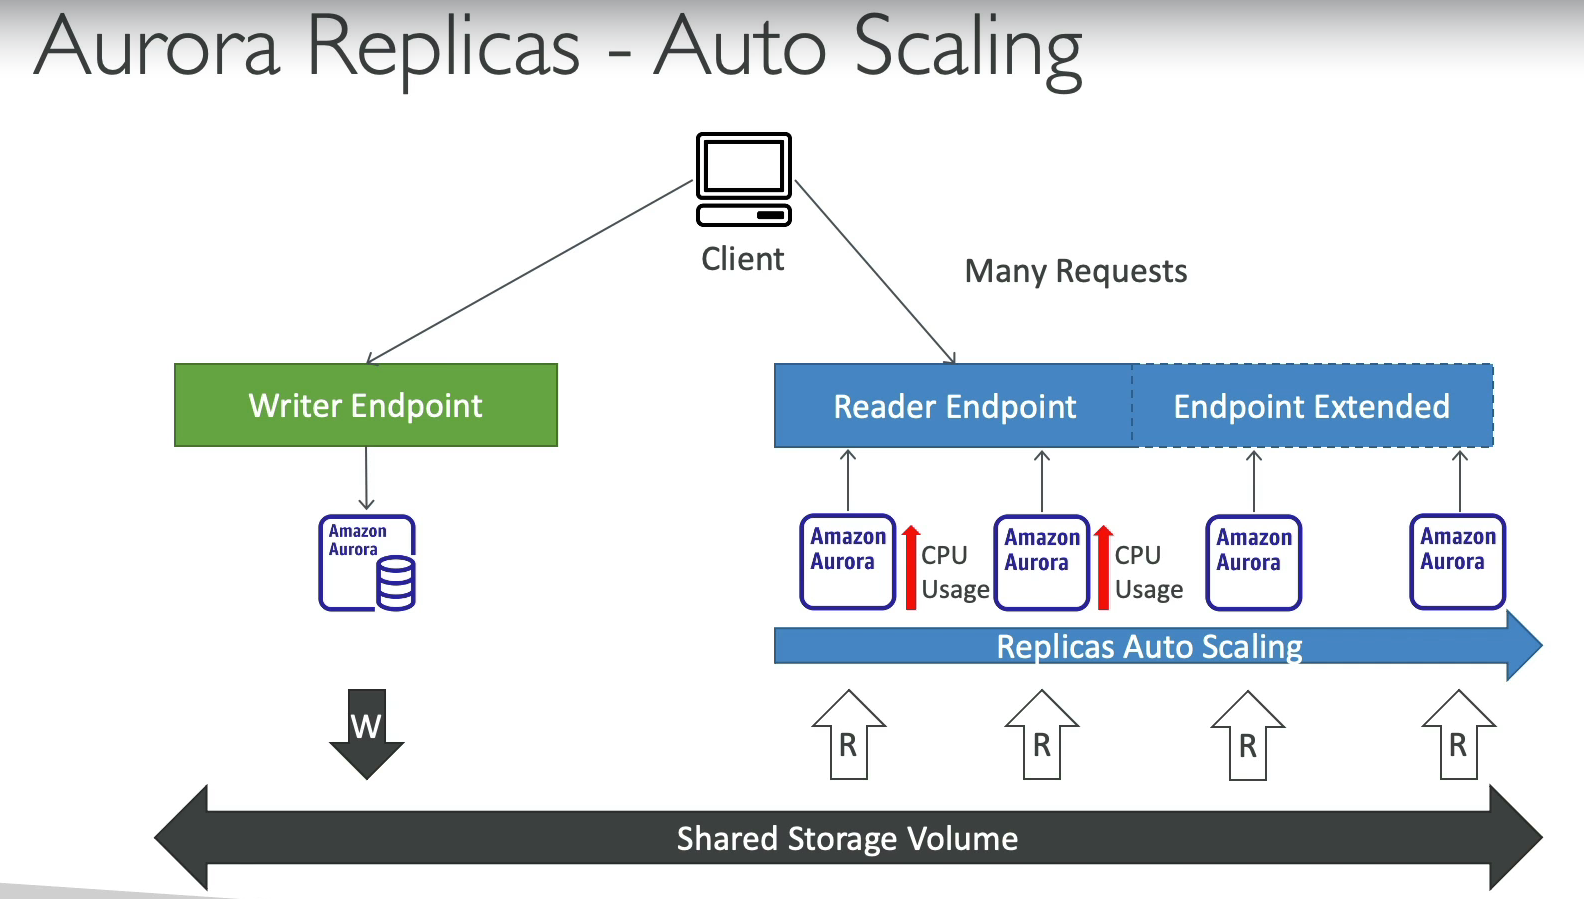 Aurora Replicas - Auto Scaling
Client
Many Requests
Writer Endpoint
Reader Endpoint
Endpoint Extended
Amazon
Aurora
Amazon
Aurora
CPU
Usage
Amazon
Aurora
CPU
Usage
Amazon
Aurora
Amazon
Aurora
Replicas Auto Scaling
W
R
R
R
R
Shared Storage Volume